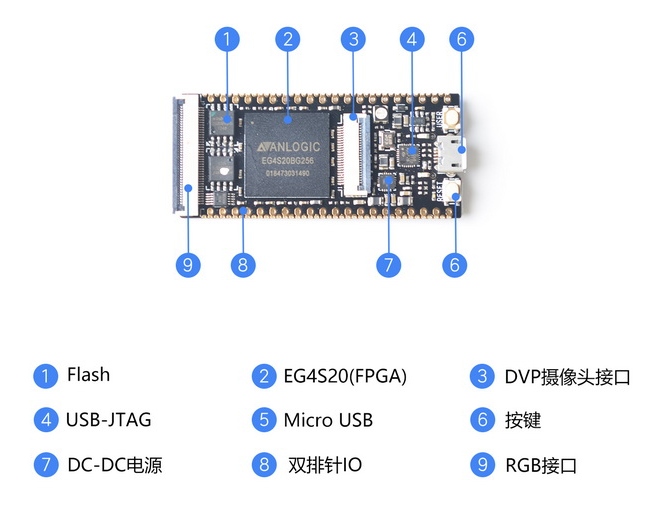 1 2 3 4 6
ANLOGIC
EG4S20BG256
016473031490
USER
RESET
9 8 7 6
1 Flash
2 EG4S20(FPGA)
3 DVP摄像头接口
4 USB-JTAG
5 Micro USB
6 按键
7 DC-DC电源
8 双排针IO
9 RGB接口